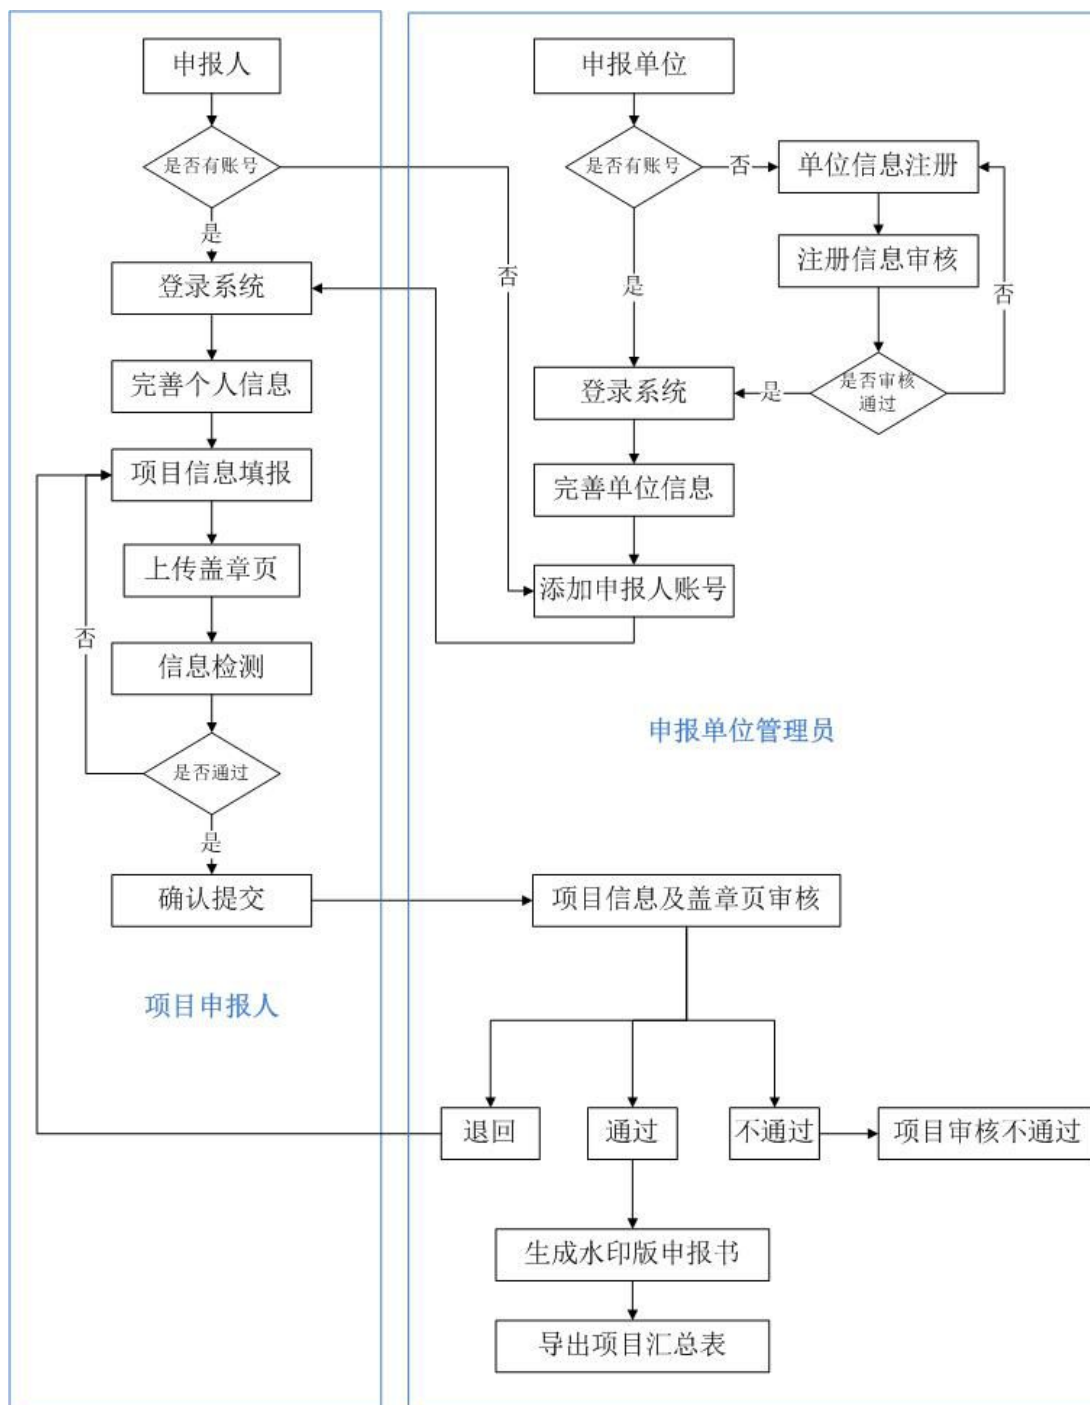 申报人
是否有账号
是
否
登录系统
完善个人信息
项目信息填报
上传盖章页
信息检测
否
是否通过
是
确认提交
项目申报人
申报单位
是否有账号
否
单位信息注册
注册信息审核
是
否
登录系统
是
是否审核
通过
完善单位信息
添加申报人账号
申报单位管理员
项目信息及盖章页审核
退回
通过
不通过
项目审核不通过
生成水印版申报书
导出项目汇总表